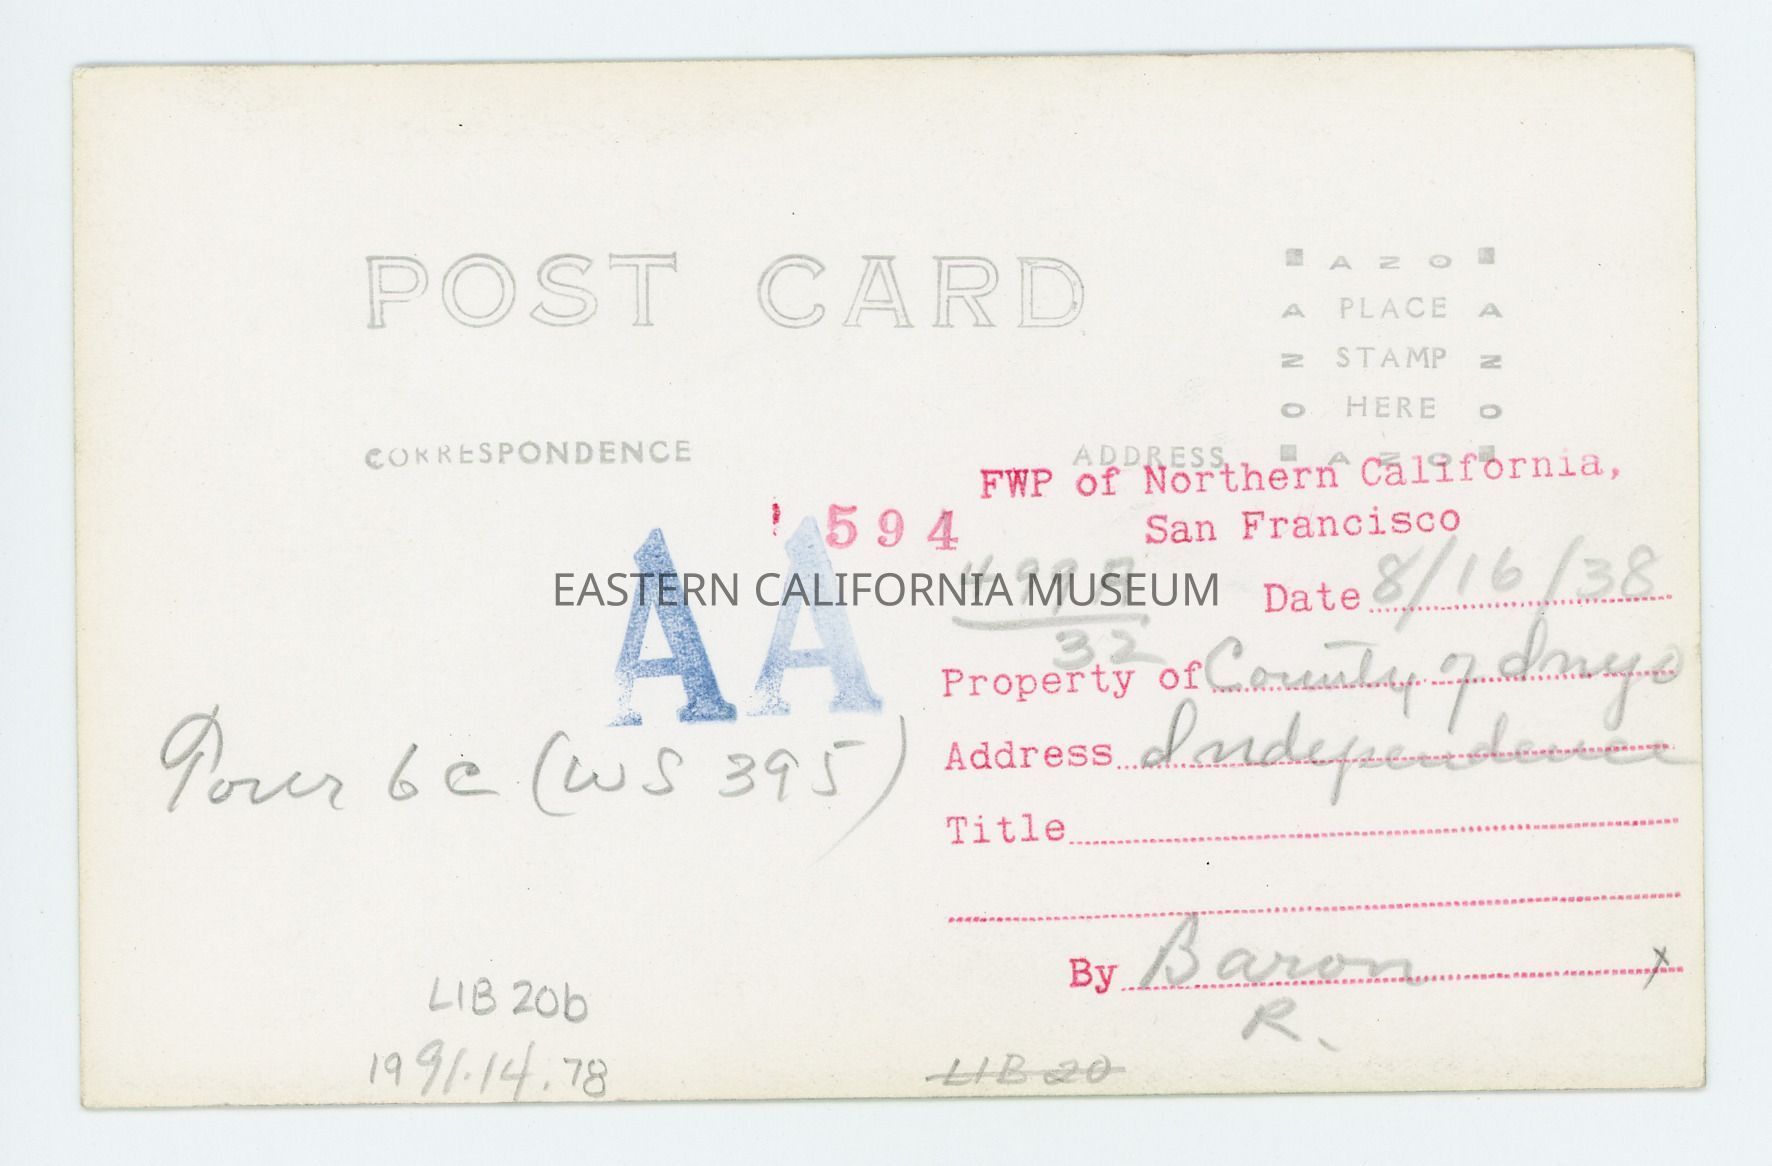 POST CARD
AZO
A PLACE A
Z STAMP Z
O HERE O
AZO
CORRESPONDENCE
ADDRESS
FWP of Northern California,
San Francisco
594
AA
EASTERN CALIFORNIA MUSEUM
Date 8/16/38
32
Property of County of Inyo
Address Independence
Tour 6c (WS 395)
Title
By Baron x
R.
LIB 20b
1991.14.78
LIB 20